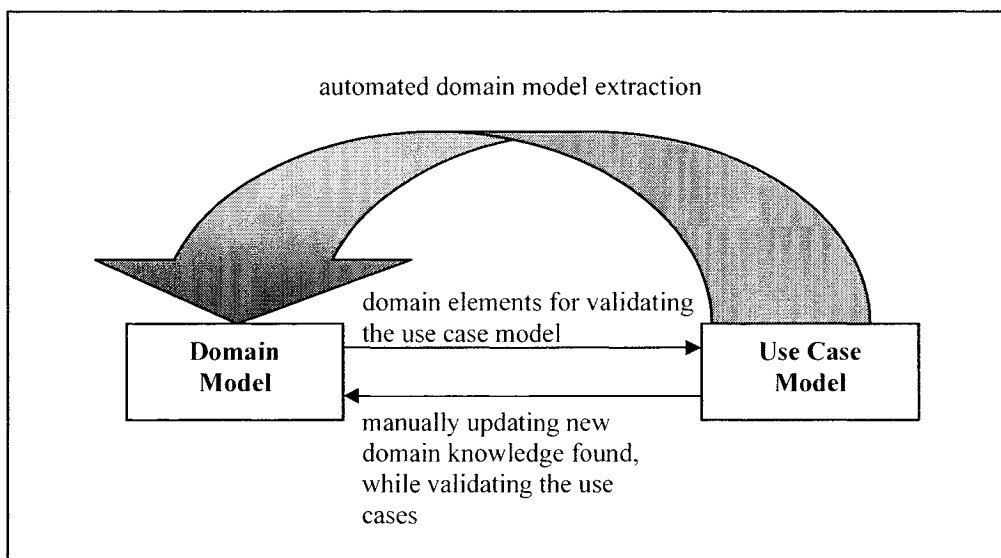 automated domain model extraction
domain elements for validating
the use case model
Domain
Model
Use Case
Model
manually updating new
domain knowledge found,
while validating the use
cases